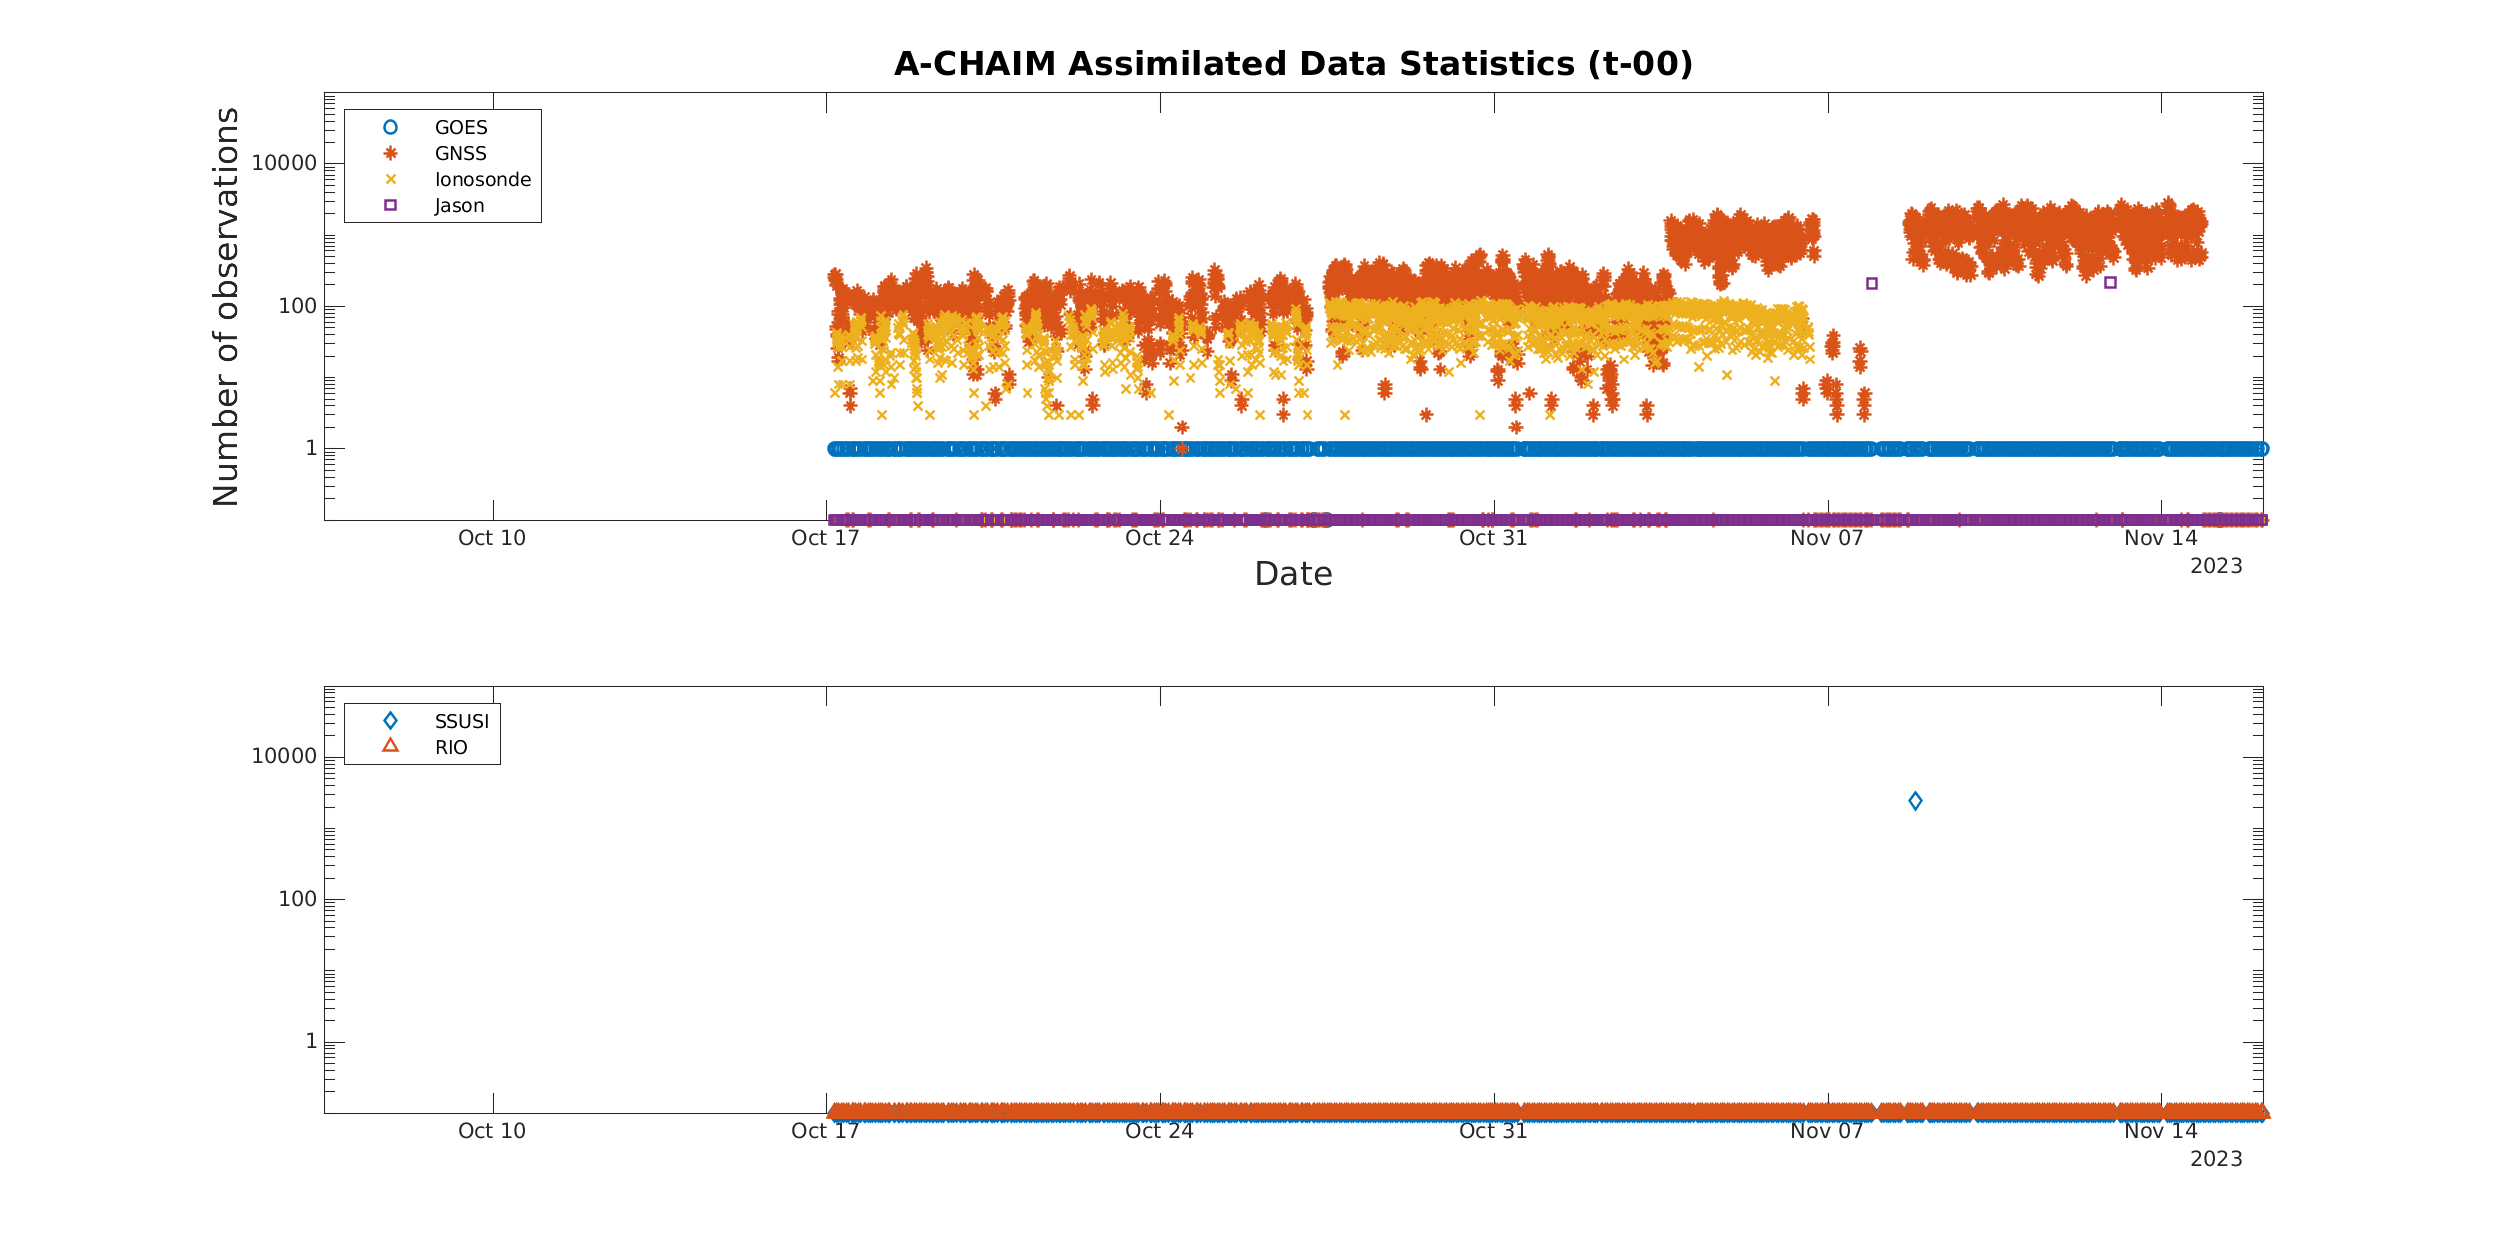 A-CHAIM Assimilated Data Statistics (t-00)
Number of observations
GOES
GNSS
Ionosonde
Jason
10000
100
1
Oct 10 Oct 17 Oct 24 Oct 31 Nov 07 Nov 14
2023
Date
SSUSI
RIO
10000
100
1
Oct 10 Oct 17 Oct 24 Oct 31 Nov 07 Nov 14
2023